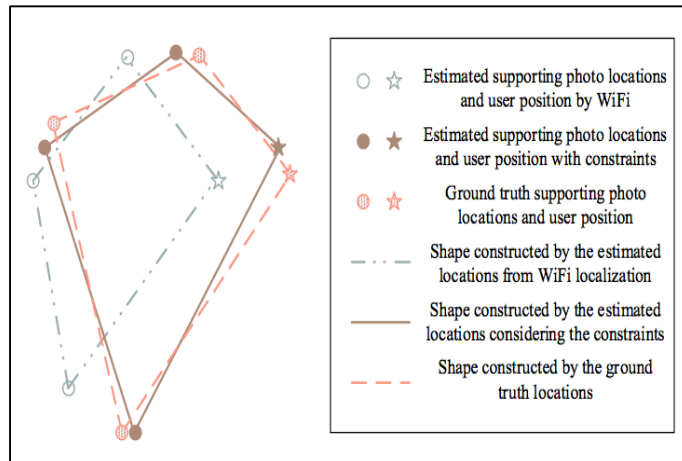 Estimated supporting photo locations
and user position by WiFi
Estimated supporting photo locations
and user position with constraints
Ground truth supporting photo
locations and user position
Shape constructed by the estimated
locations from WiFi localization
Shape constructed by the estimated
locations considering the constraints
Shape constructed by the ground
truth locations